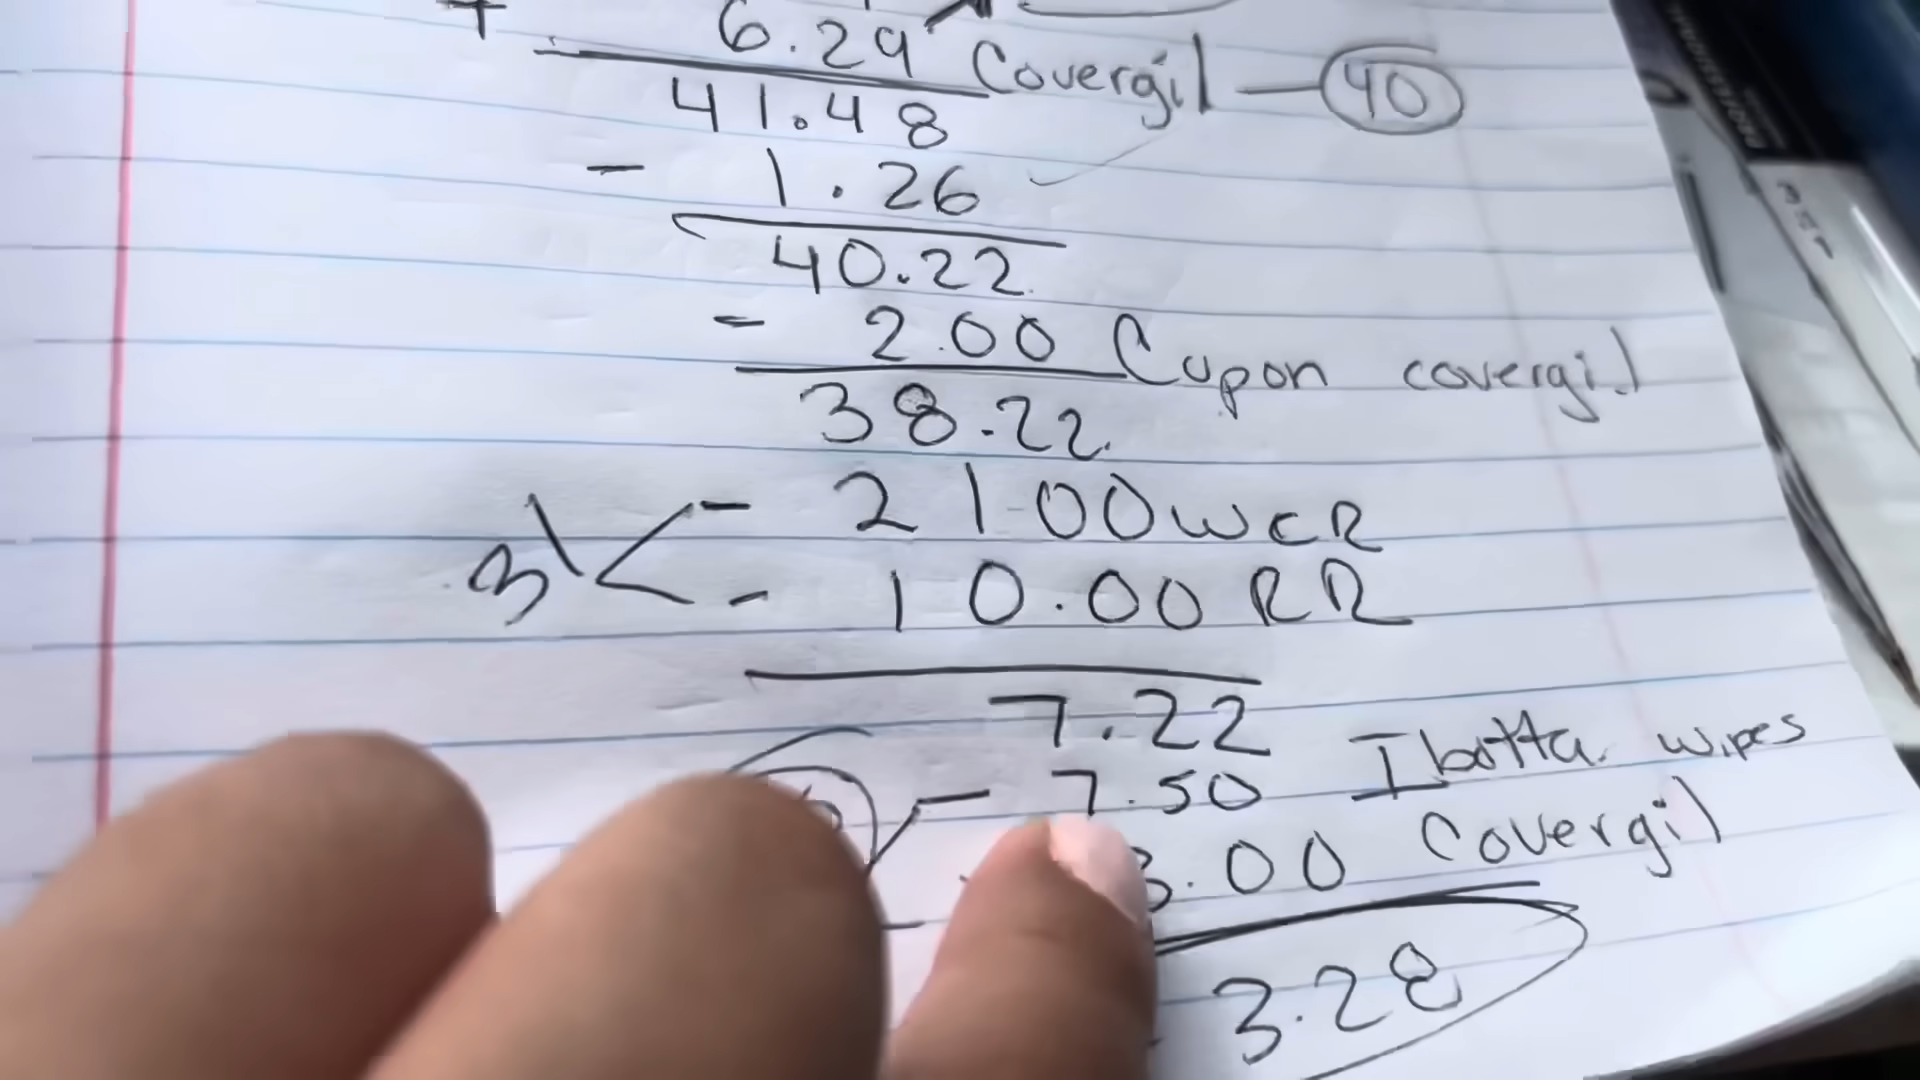 + 6.29 Covergil — 40
41.48
- 1.26
40.22
- 2.00 Cupon covergil
38.22
- 21.00 WCR
31
- 10.00 RR
7.22
- 7.50 Ibotta wipes
3.00 Covergil
- 3.28